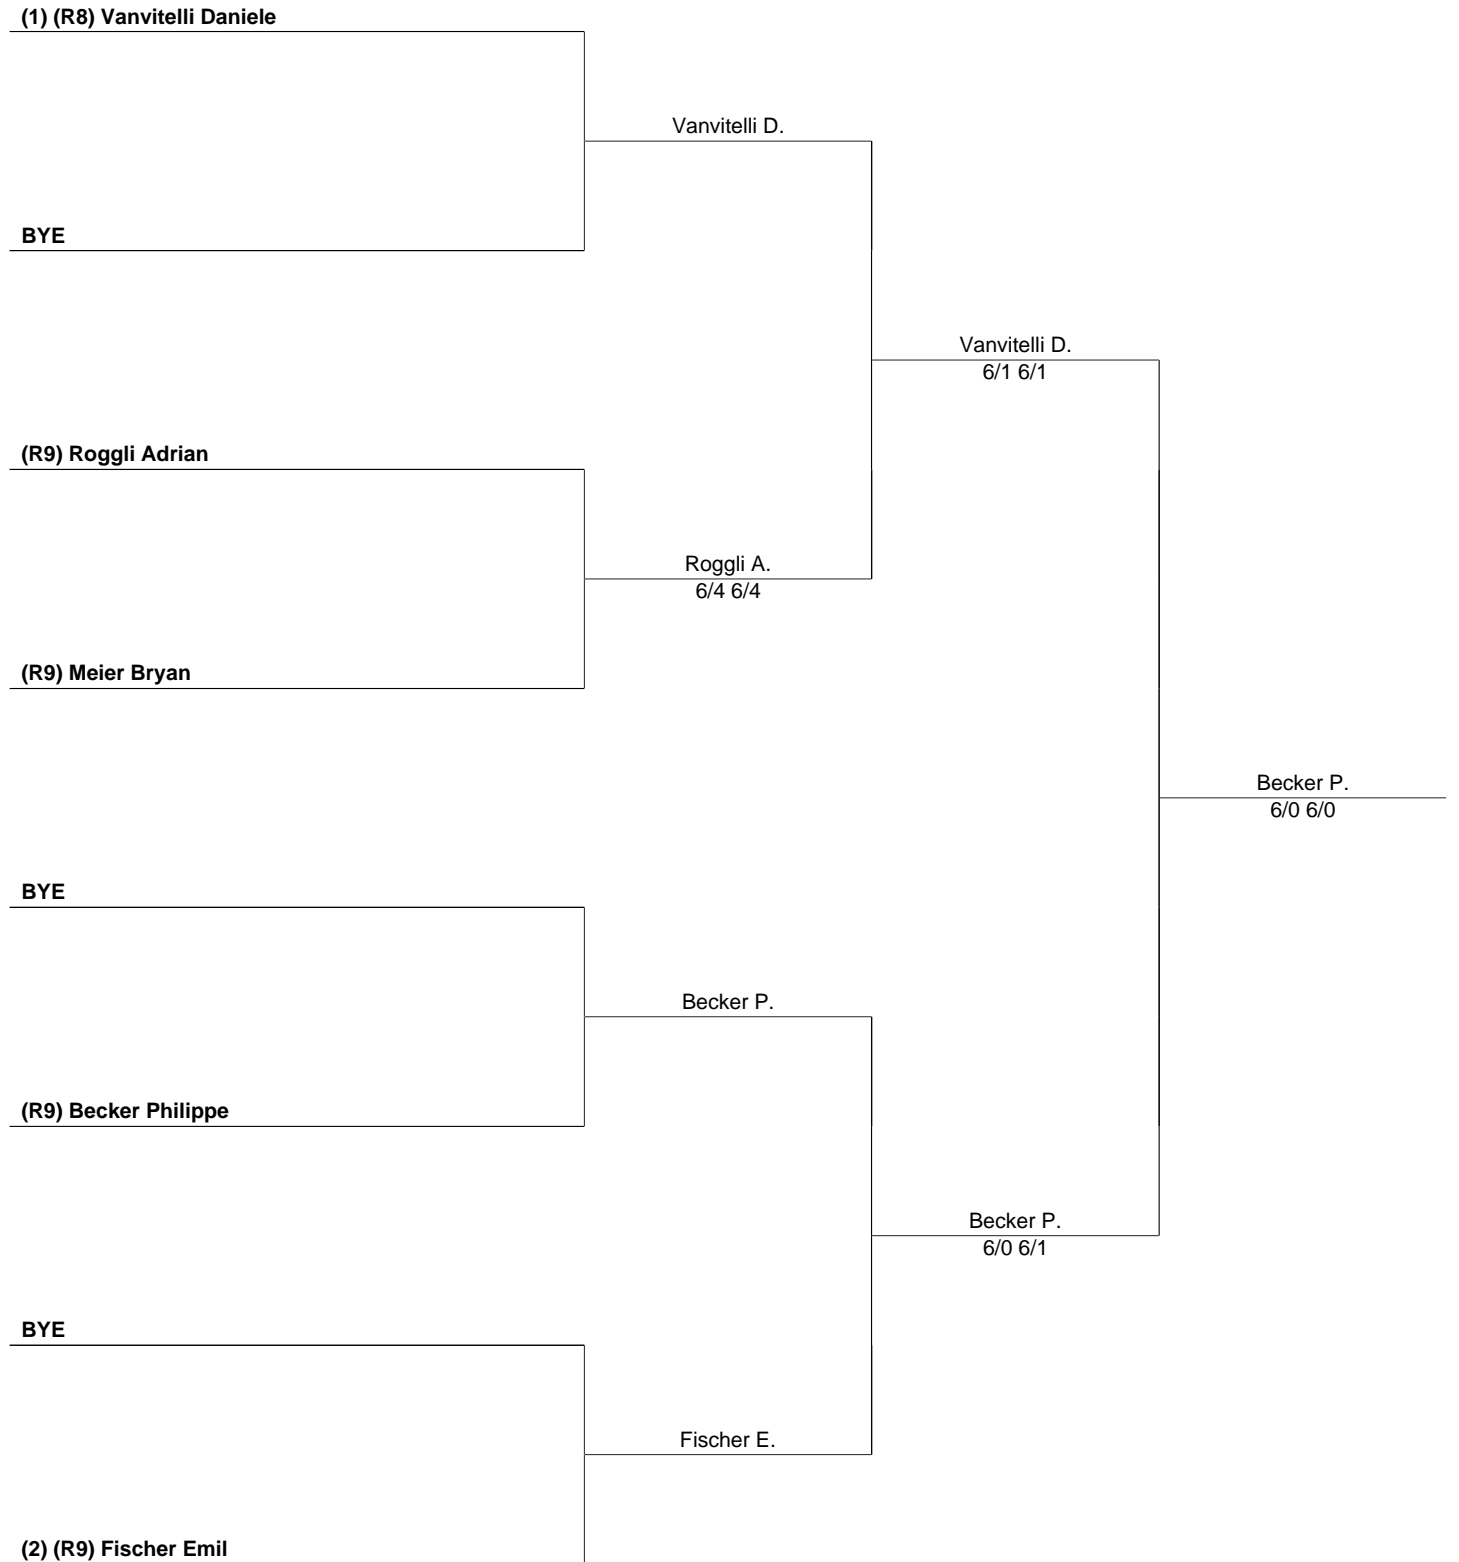 (1) (R8) Vanvitelli Daniele
Vanvitelli D.
BYE
Vanvitelli D.
6/1 6/1
(R9) Roggli Adrian
Roggli A.
6/4 6/4
(R9) Meier Bryan
Becker P.
6/0 6/0
BYE
Becker P.
(R9) Becker Philippe
Becker P.
6/0 6/1
BYE
Fischer E.
(2) (R9) Fischer Emil